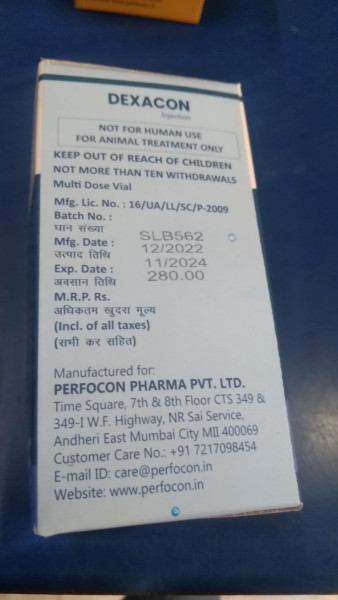 DEXACON
Injection
NOT FOR HUMAN USE
FOR ANIMAL TREATMENT ONLY
KEEP OUT OF REACH OF CHILDREN
NOT MORE THAN TEN WITHDRAWALS
Multi Dose Vial
Mfg. Lic. No. : 16/UA/LL/SC/P-2009
Batch No. :
घान संख्या SLB562
Mfg. Date : 12/2022
उत्पाद तिथि 11/2024
Exp. Date : 280.00
अवसान तिथि
M.R.P. Rs.
अधिकतम खुदरा मूल्य
(Incl. of all taxes)
(सभी कर सहित)
Manufactured for:
PERFOCON PHARMA PVT. LTD.
Time Square, 7th & 8th Floor CTS 349 &
349-I W.F. Highway, NR Sai Service,
Andheri East Mumbai City MII 400069
Customer Care No.: +91 7217098454
E-mail ID: care@perfocon.in
Website: www.perfocon.in